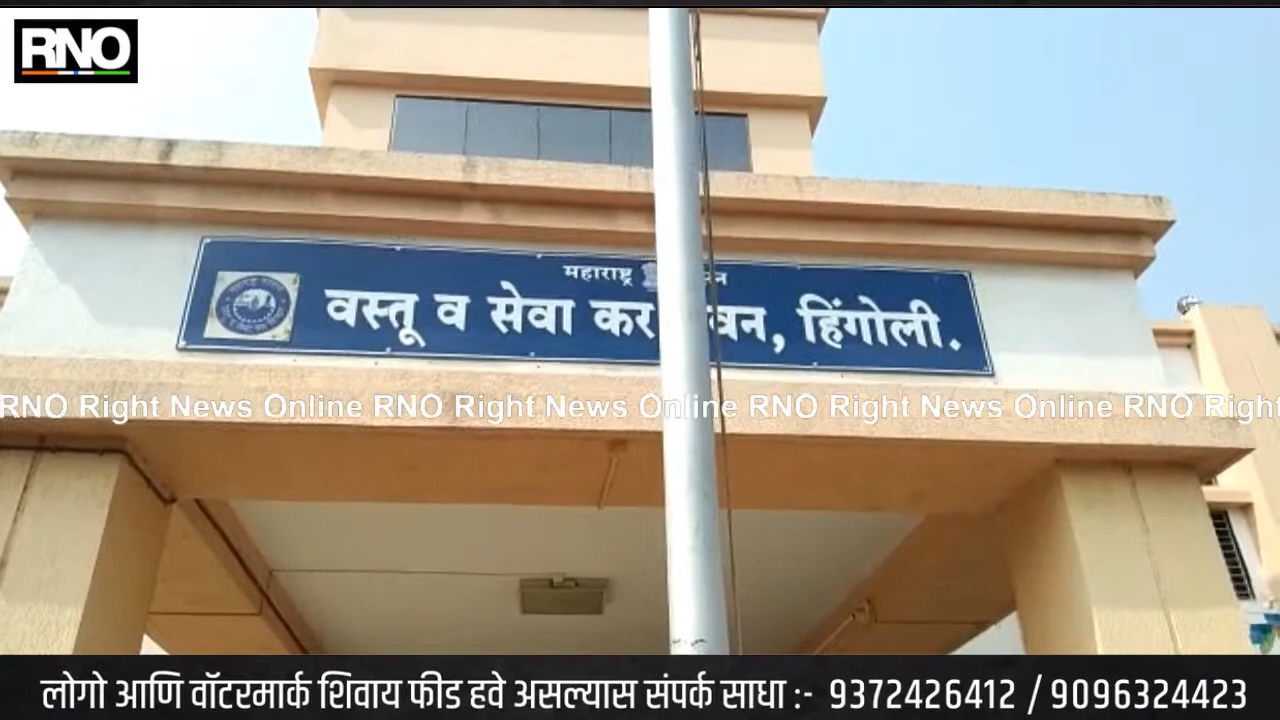 RNO
महाराष्ट्र
वस्तू व सेवा कर वन, हिंगोली.
RNO Right News Online RNO Right News Online RNO Right News Online RNO Right
लोगो आणि वॉटरमार्क शिवाय फीड हवे असल्यास संपर्क साधा :- 9372426412 / 9096324423